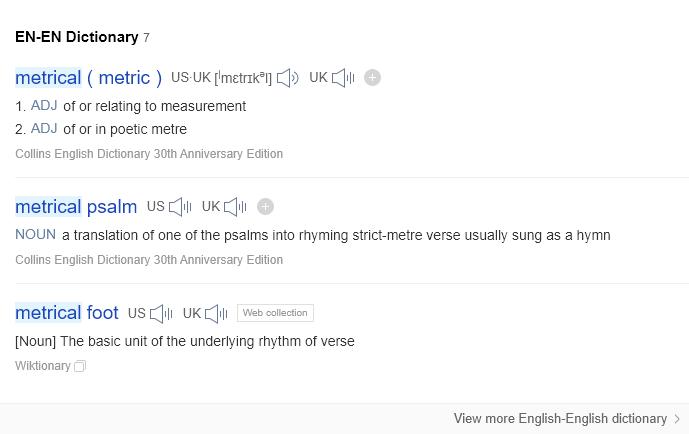 EN-EN Dictionary 7
metrical ( metric ) US·UK [ˈmɛtrɪkᵊl] UK
1. ADJ of or relating to measurement
2. ADJ of or in poetic metre
Collins English Dictionary 30th Anniversary Edition
metrical psalm US UK
NOUN a translation of one of the psalms into rhyming strict-metre verse usually sung as a hymn
Collins English Dictionary 30th Anniversary Edition
metrical foot US UK Web collection
[Noun] The basic unit of the underlying rhythm of verse
Wiktionary
View more English-English dictionary